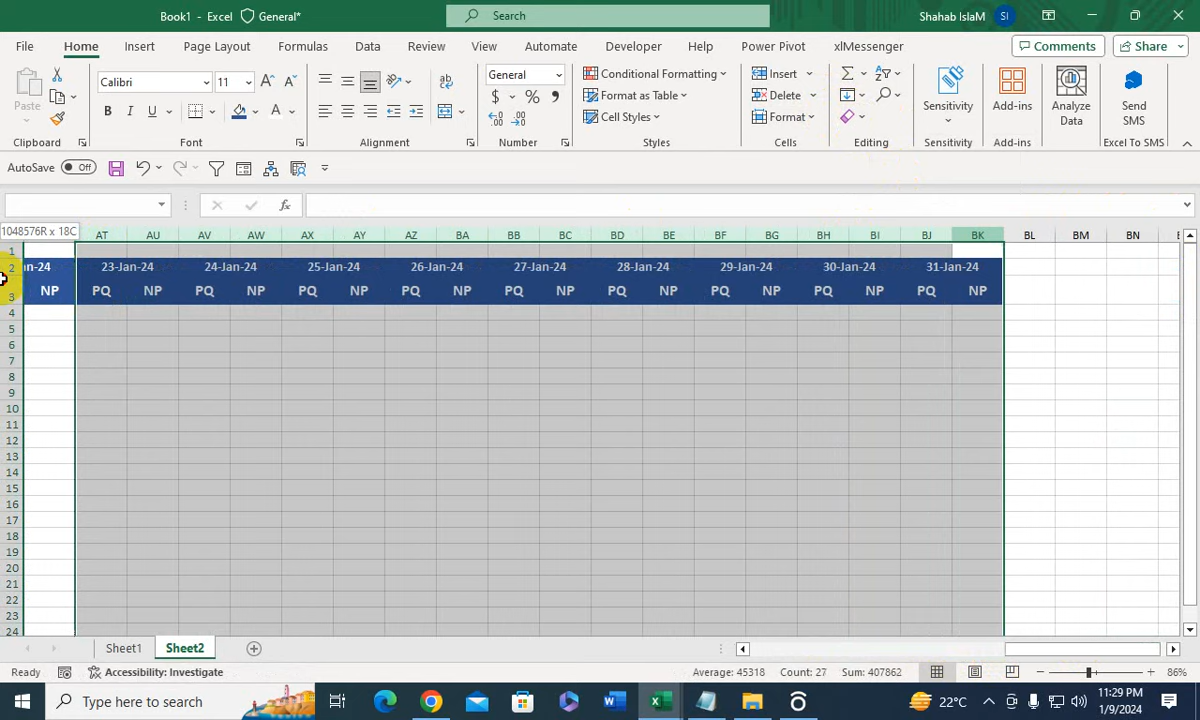 Book1 - Excel General* Search Shahab IslaM SI
File Home Insert Page Layout Formulas Data Review View Automate Developer Help Power Pivot xlMessenger Comments Share
Paste Calibri 11 General Conditional Formatting Format as Table Cell Styles Insert Delete Format Sensitivity Add-ins Analyze Data Send SMS
Clipboard Font Alignment Number Styles Cells Editing Sensitivity Add-ins Excel To SMS
AutoSave Off
fx
1048576R x 18C AT AU AV AW AX AY AZ BA BB BC BD BE BF BG BH BI BJ BK BL BM BN
1
2 n-24 23-Jan-24 24-Jan-24 25-Jan-24 26-Jan-24 27-Jan-24 28-Jan-24 29-Jan-24 30-Jan-24 31-Jan-24
3 NP PQ NP PQ NP PQ NP PQ NP PQ NP PQ NP PQ NP PQ NP PQ NP
4
5
6
7
8
9
10
11
12
13
14
15
16
17
18
19
20
21
22
23
24
Sheet1 Sheet2
Ready Accessibility: Investigate Average: 45318 Count: 27 Sum: 407862 86%
Type here to search 22°C 11:29 PM
1/9/2024